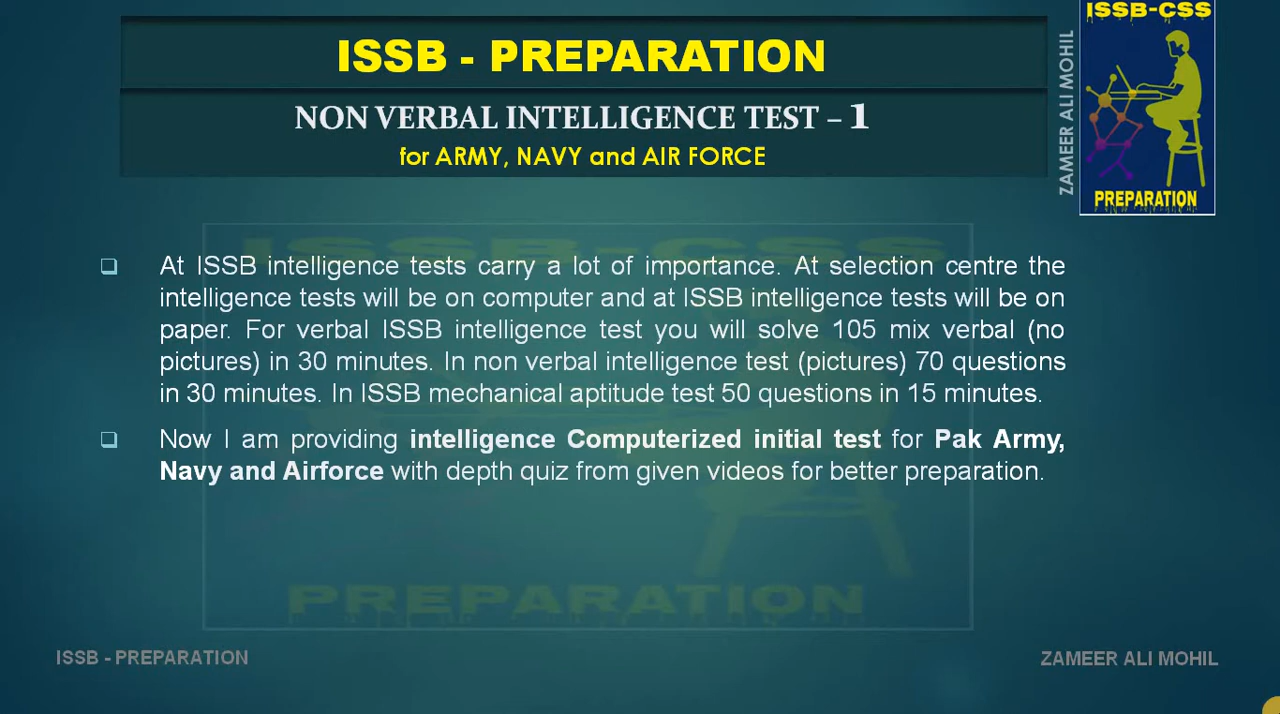 ISSB-CSS
ISSB - PREPARATION
NON VERBAL INTELLIGENCE TEST – 1
for ARMY, NAVY and AIR FORCE
ZAMEER ALI MOHIL
PREPARATION
ISSB-CSS
❑ At ISSB intelligence tests carry a lot of importance. At selection centre the
intelligence tests will be on computer and at ISSB intelligence tests will be on
paper. For verbal ISSB intelligence test you will solve 105 mix verbal (no
pictures) in 30 minutes. In non verbal intelligence test (pictures) 70 questions
in 30 minutes. In ISSB mechanical aptitude test 50 questions in 15 minutes.
❑ Now I am providing intelligence Computerized initial test for Pak Army,
Navy and Airforce with depth quiz from given videos for better preparation.
PREPARATION
ISSB - PREPARATION
ZAMEER ALI MOHIL